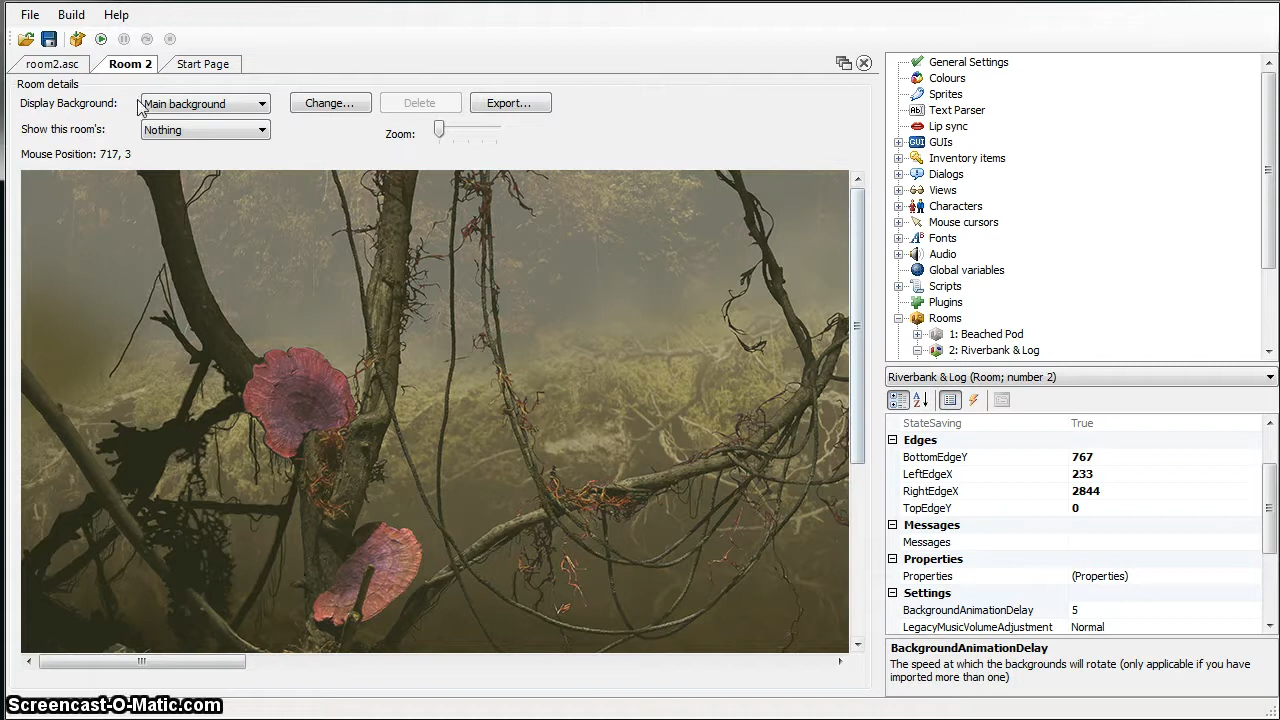 File Build Help
room2.asc Room 2 Start Page
Room details
Display Background: Main background Change... Delete Export...
Show this room's: Nothing Zoom:
Mouse Position: 717, 3
General Settings
Colours
Sprites
Text Parser
Lip sync
GUIs
Inventory items
Dialogs
Views
Characters
Mouse cursors
Fonts
Audio
Global variables
Scripts
Plugins
Rooms
1: Beached Pod
2: Riverbank & Log
Riverbank & Log (Room; number 2)
StateSaving True
Edges
BottomEdgeY 767
LeftEdgeX 233
RightEdgeX 2844
TopEdgeY 0
Messages
Messages
Properties
Properties (Properties)
Settings
BackgroundAnimationDelay 5
LegacyMusicVolumeAdjustment Normal
BackgroundAnimationDelay
The speed at which the backgrounds will rotate (only applicable if you have
imported more than one)
Screencast-O-Matic.com